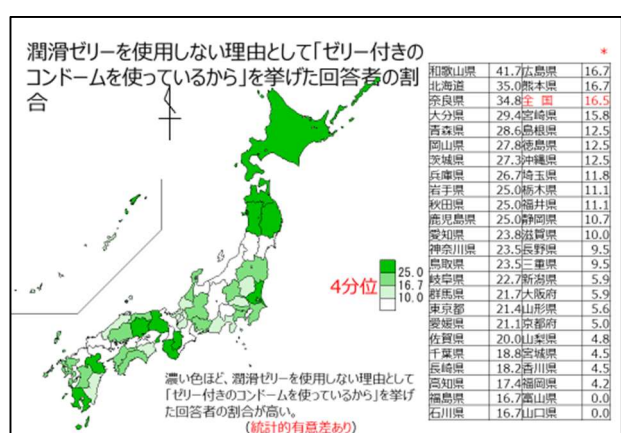 潤滑ゼリーを使用しない理由として「ゼリー付きの
コンドームを使っているから」を挙げた回答者の割
合
*
和歌山県 41.7 広島県 16.7
北海道 35.0 熊本県 16.7
奈良県 34.8 全 国 16.5
大分県 29.4 宮崎県 15.8
青森県 28.6 島根県 12.5
岡山県 27.8 徳島県 12.5
茨城県 27.3 沖縄県 12.5
兵庫県 26.7 埼玉県 11.8
岩手県 25.0 栃木県 11.1
秋田県 25.0 福井県 11.1
鹿児島県 25.0 静岡県 10.7
愛知県 23.8 滋賀県 10.0
神奈川県 23.5 長野県 9.5
鳥取県 23.5 三重県 9.5
岐阜県 22.7 新潟県 5.9
群馬県 21.7 大阪府 5.9
東京都 21.4 山形県 5.6
愛媛県 21.1 京都府 5.0
佐賀県 20.0 山梨県 4.8
千葉県 18.8 宮城県 4.5
長崎県 18.2 香川県 4.5
高知県 17.4 福岡県 4.2
福島県 16.7 富山県 0.0
石川県 16.7 山口県 0.0
4分位
25.0
16.7
10.0
濃い色ほど、潤滑ゼリーを使用しない理由として
「ゼリー付きのコンドームを使っているから」を挙げ
た回答者の割合が高い。
(統計的有意差あり)